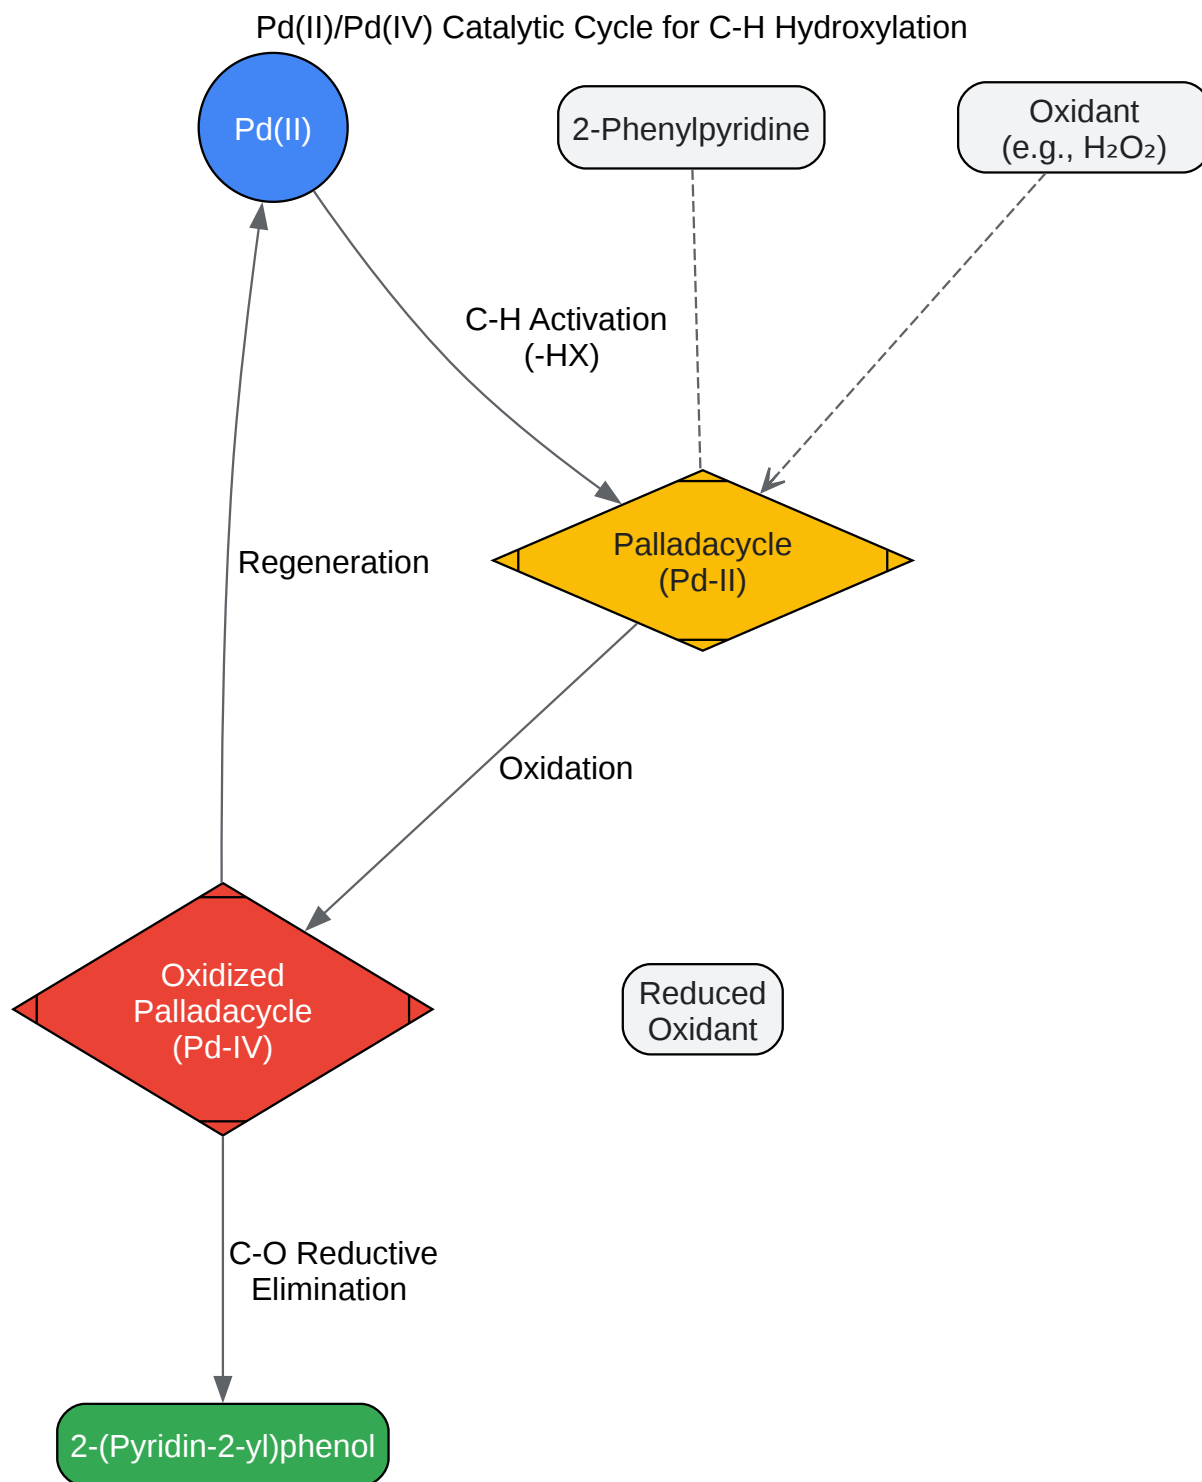 Pd(II)/Pd(IV) Catalytic Cycle for C-H Hydroxylation
Pd(II)
2-Phenylpyridine
Oxidant
(e.g., H₂O₂)
C-H Activation
(-HX)
Palladacycle
(Pd-II)
Regeneration
Oxidation
Oxidized
Palladacycle
(Pd-IV)
Reduced
Oxidant
C-O Reductive
Elimination
2-(Pyridin-2-yl)phenol